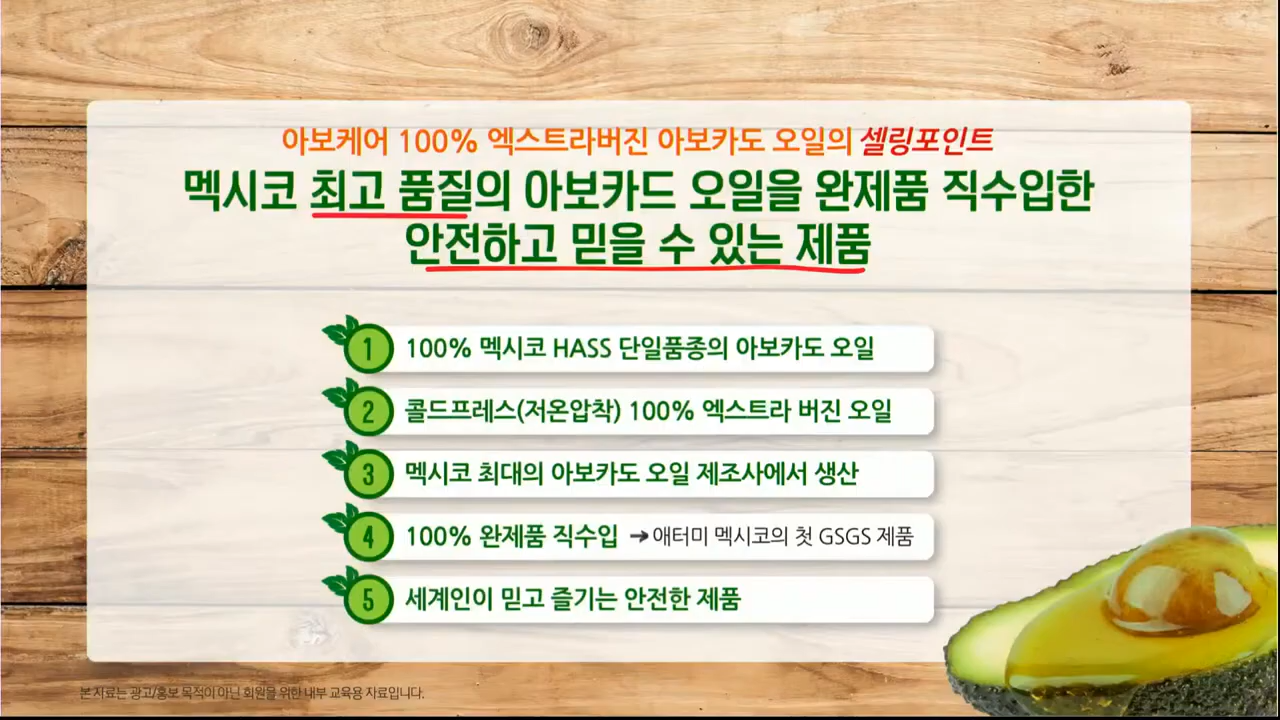 아보케어 100% 엑스트라버진 아보카도 오일의 셀링포인트
멕시코 최고 품질의 아보카드 오일을 완제품 직수입한
안전하고 믿을 수 있는 제품
1 100% 멕시코 HASS 단일품종의 아보카도 오일
2 콜드프레스(저온압착) 100% 엑스트라 버진 오일
3 멕시코 최대의 아보카도 오일 제조사에서 생산
4 100% 완제품 직수입 → 애터미 멕시코의 첫 GSGS 제품
5 세계인이 믿고 즐기는 안전한 제품
본 자료는 광고/홍보 목적이 아닌 회원을 위한 내부 교육용 자료입니다.